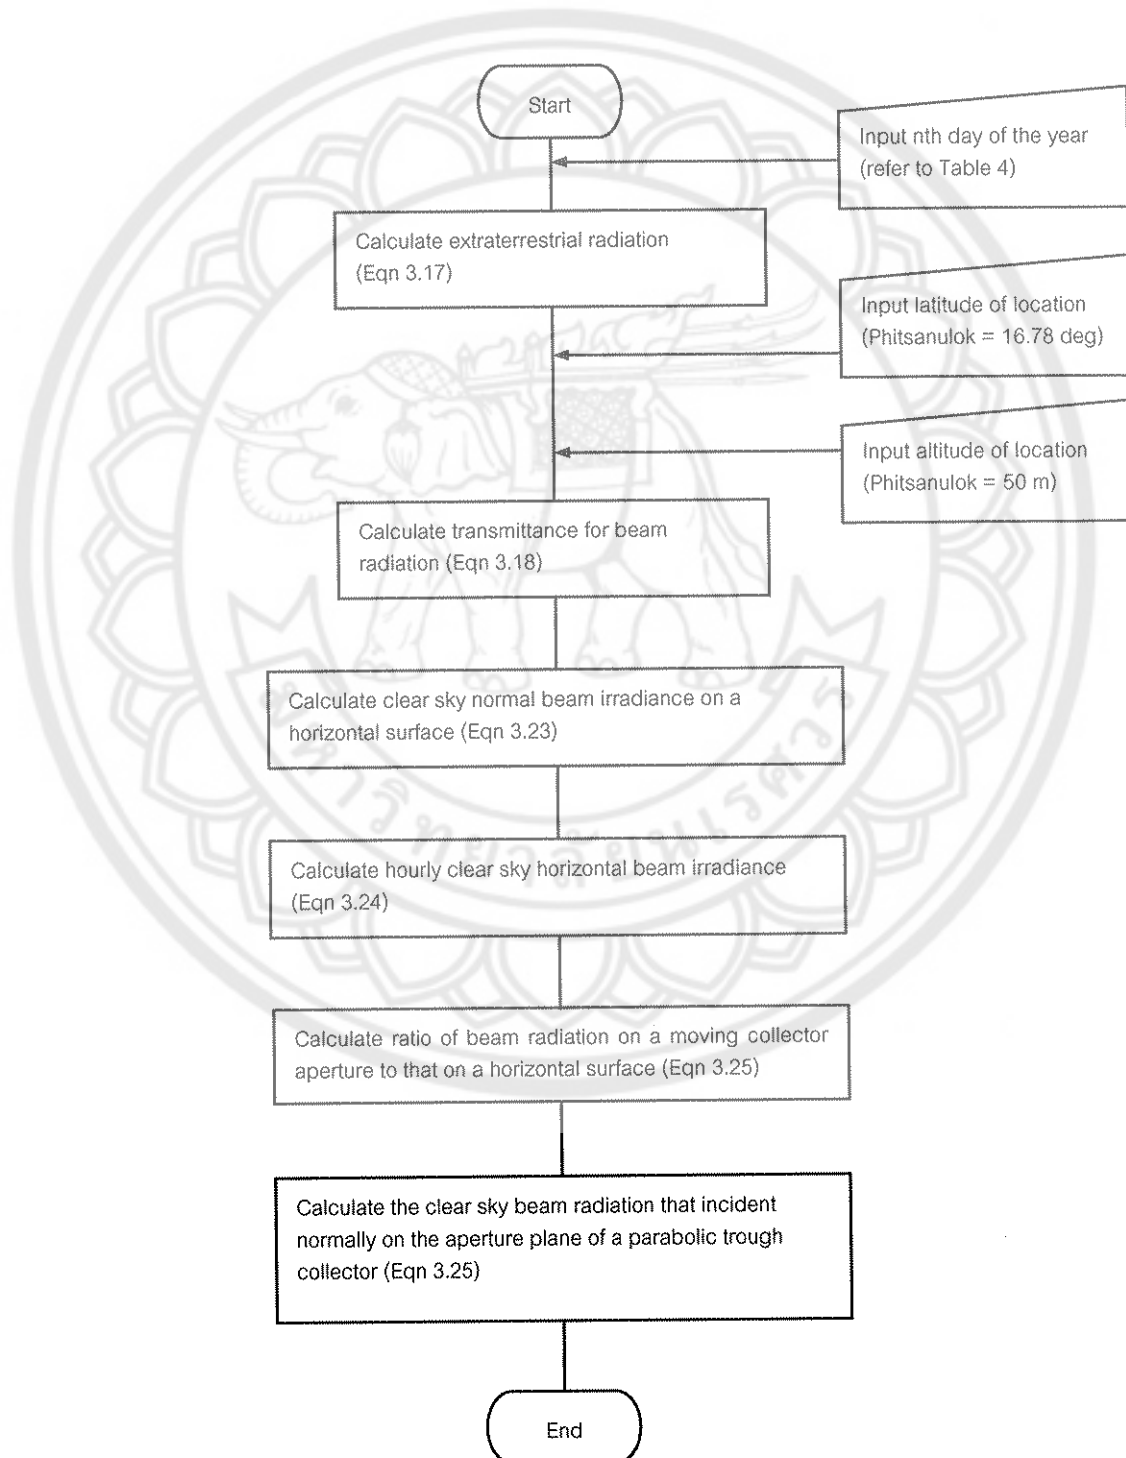 Start
Input nth day of the year
(refer to Table 4)
Calculate extraterrestrial radiation
(Eqn 3.17)
Input latitude of location
(Phitsanulok = 16.78 deg)
Input altitude of location
(Phitsanulok = 50 m)
Calculate transmittance for beam
radiation (Eqn 3.18)
Calculate clear sky normal beam irradiance on a
horizontal surface (Eqn 3.23)
Calculate hourly clear sky horizontal beam irradiance
(Eqn 3.24)
Calculate ratio of beam radiation on a moving collector
aperture to that on a horizontal surface (Eqn 3.25)
Calculate the clear sky beam radiation that incident
normally on the aperture plane of a parabolic trough
collector (Eqn 3.25)
End